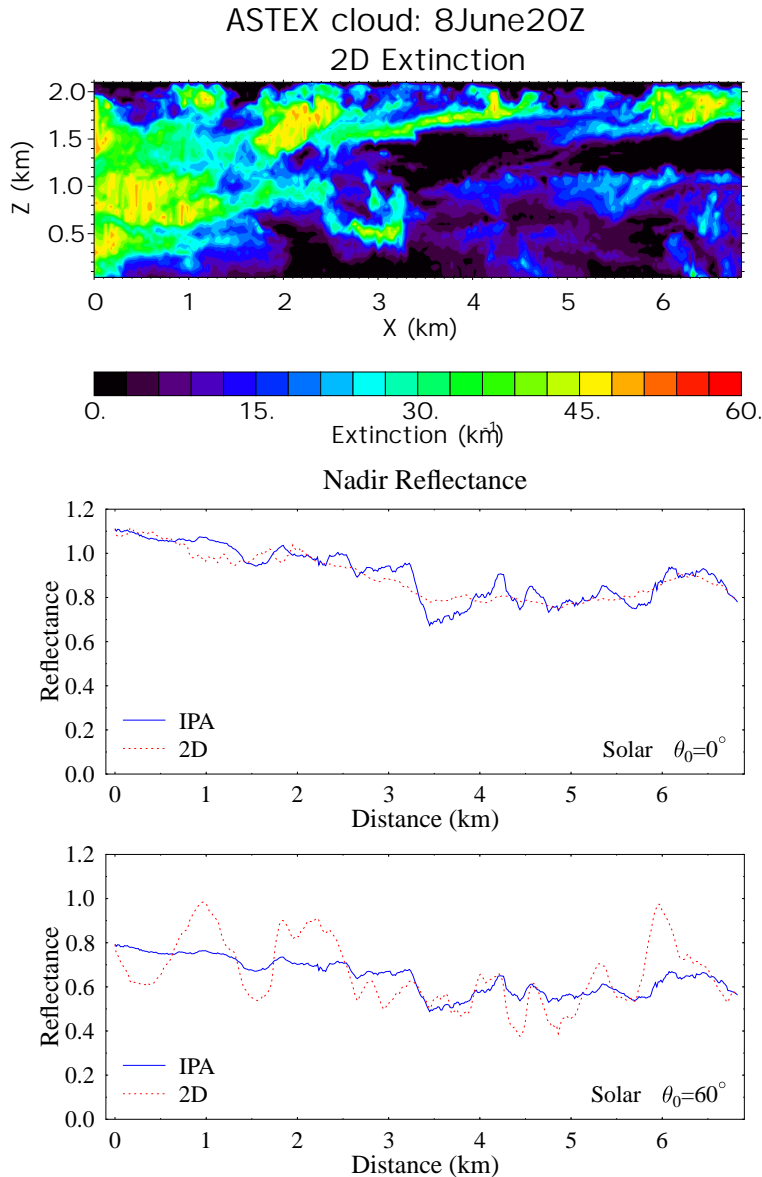 ASTEX cloud: 8June20Z
2D Extinction
Z (km)
2.0
1.5
1.0
0.5
0 1 2 3 4 5 6
X (km)
0. 15. 30. 45. 60.
Extinction (km⁻¹)
Nadir Reflectance
Reflectance
1.2
1.0
0.8
0.6
0.4
0.2
0.0
IPA
2D
Solar θ₀=0°
0 1 2 3 4 5 6
Distance (km)
Reflectance
1.2
1.0
0.8
0.6
0.4
0.2
0.0
IPA
2D
Solar θ₀=60°
0 1 2 3 4 5 6
Distance (km)